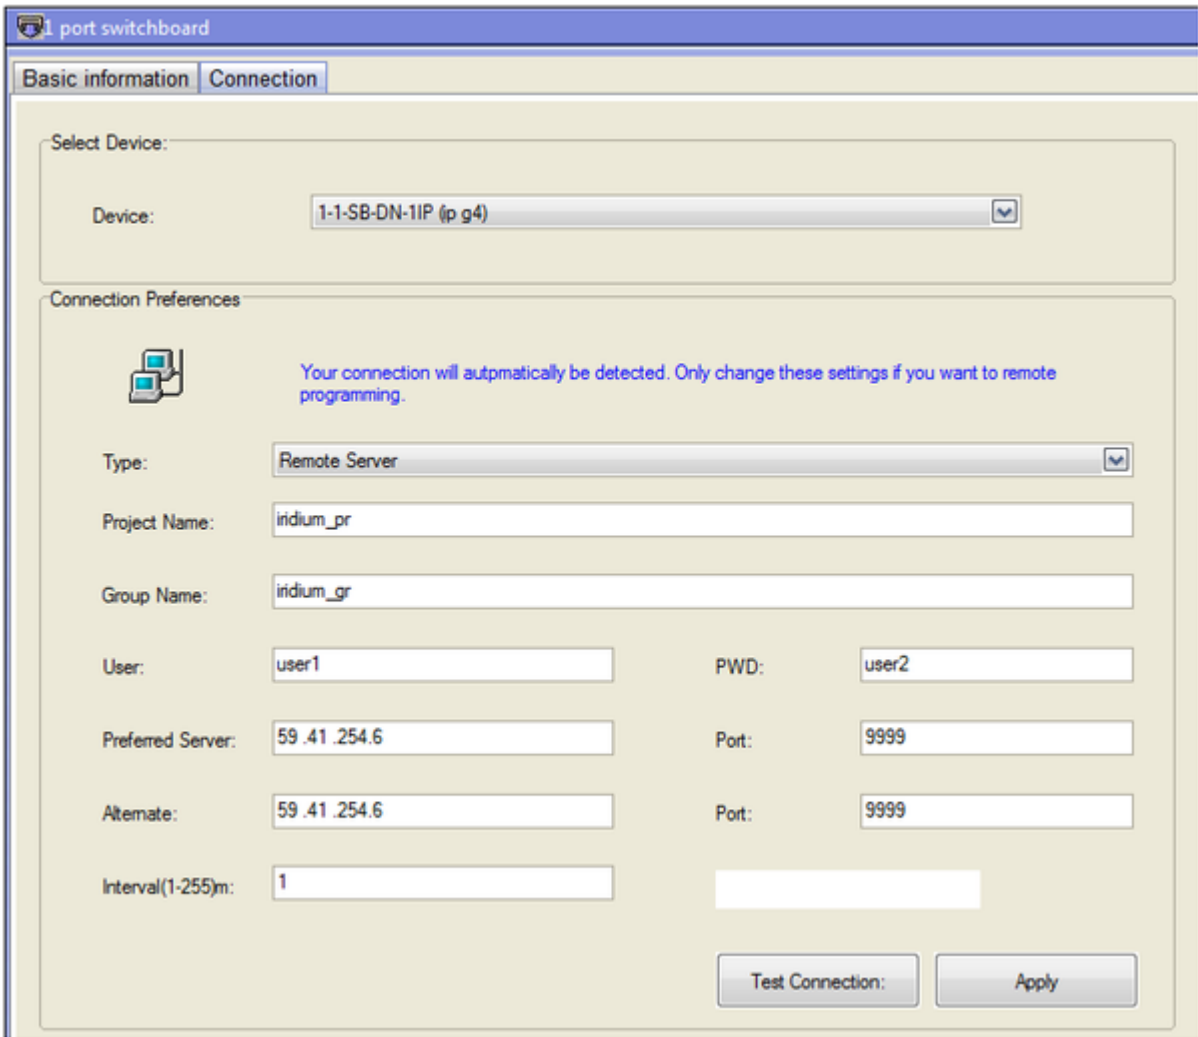 1 port switchboard
Basic information Connection
Select Device:
Device: 1-1-SB-DN-1IP (ip g4)
Connection Preferences
Your connection will autpmatically be detected. Only change these settings if you want to remote
programming.
Type: Remote Server
Project Name: iridium_pr
Group Name: iridium_gr
User: user1 PWD: user2
Preferred Server: 59 .41 .254.6 Port: 9999
Alternate: 59 .41 .254.6 Port: 9999
Interval(1-255)m: 1
Test Connection: Apply